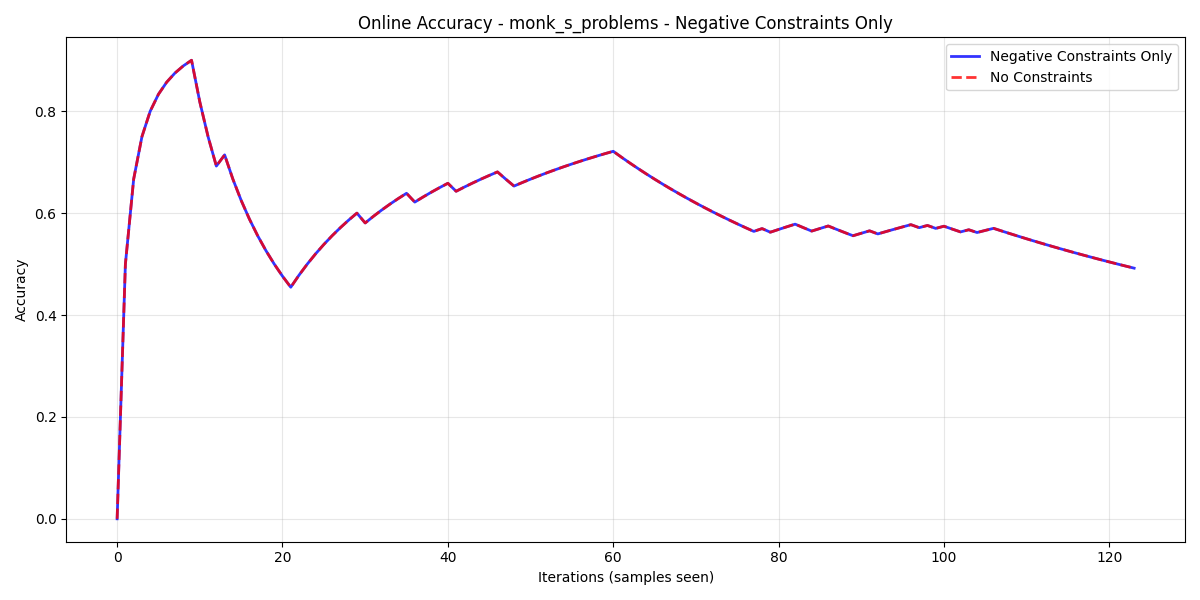 Online Accuracy - monk_s_problems - Negative Constraints Only
Negative Constraints Only
No Constraints
Accuracy
0.8
0.6
0.4
0.2
0.0
0 20 40 60 80 100 120
Iterations (samples seen)